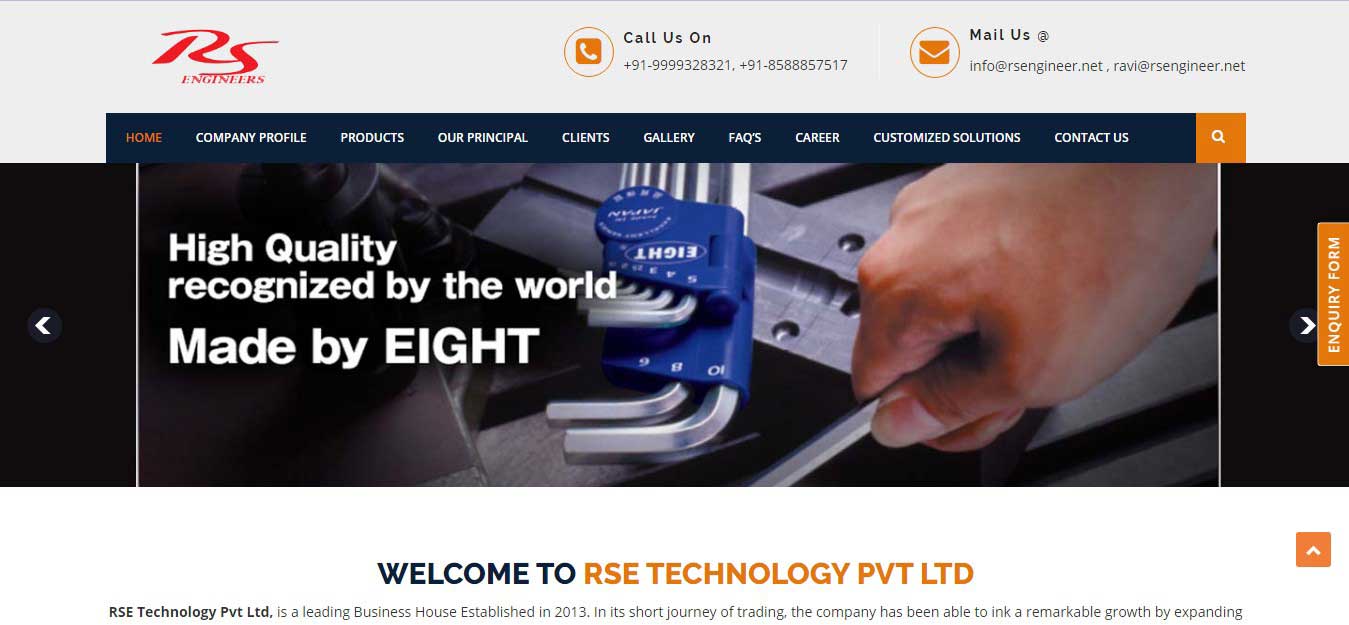 RS
ENGINEERS
Call Us On
+91-9999328321, +91-8588857517
Mail Us @
info@rsengineer.net , ravi@rsengineer.net
HOME COMPANY PROFILE PRODUCTS OUR PRINCIPAL CLIENTS GALLERY FAQ'S CAREER CUSTOMIZED SOLUTIONS CONTACT US
High Quality
recognized by the world
Made by EIGHT
JAPAN
EIGHT
5 4 3
6 8 10
ENQUIRY FORM
WELCOME TO RSE TECHNOLOGY PVT LTD
RSE Technology Pvt Ltd, is a leading Business House Established in 2013. In its short journey of trading, the company has been able to ink a remarkable growth by expanding